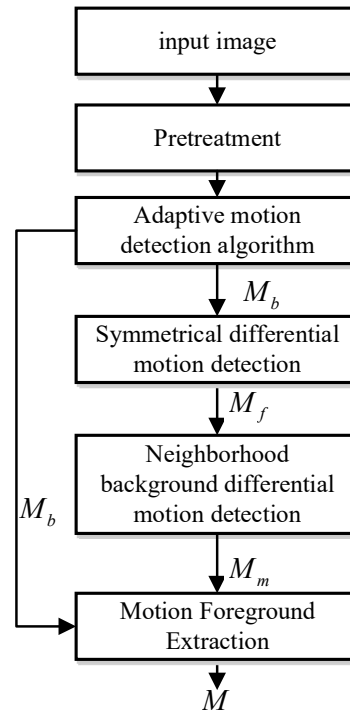 input image
Pretreatment
Adaptive motion
detection algorithm
M_b
Symmetrical differential
motion detection
M_f
Neighborhood
background differential
motion detection
M_b
M_m
Motion Foreground
Extraction
M